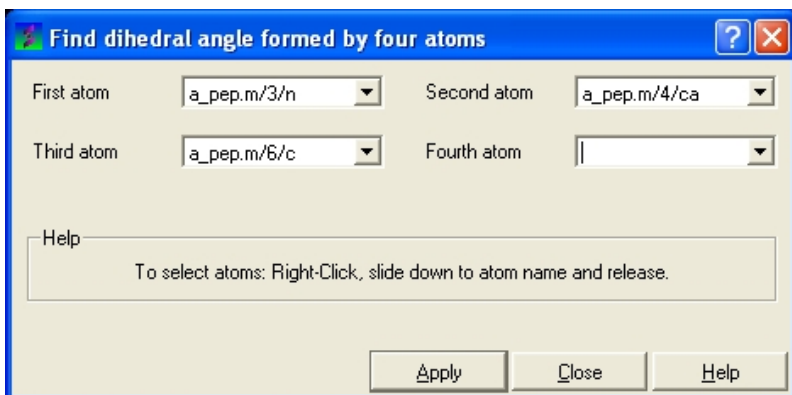 Find dihedral angle formed by four atoms
First atom a_pep.m/3/n Second atom a_pep.m/4/ca
Third atom a_pep.m/6/c Fourth atom
Help
To select atoms: Right-Click, slide down to atom name and release.
Apply Close Help